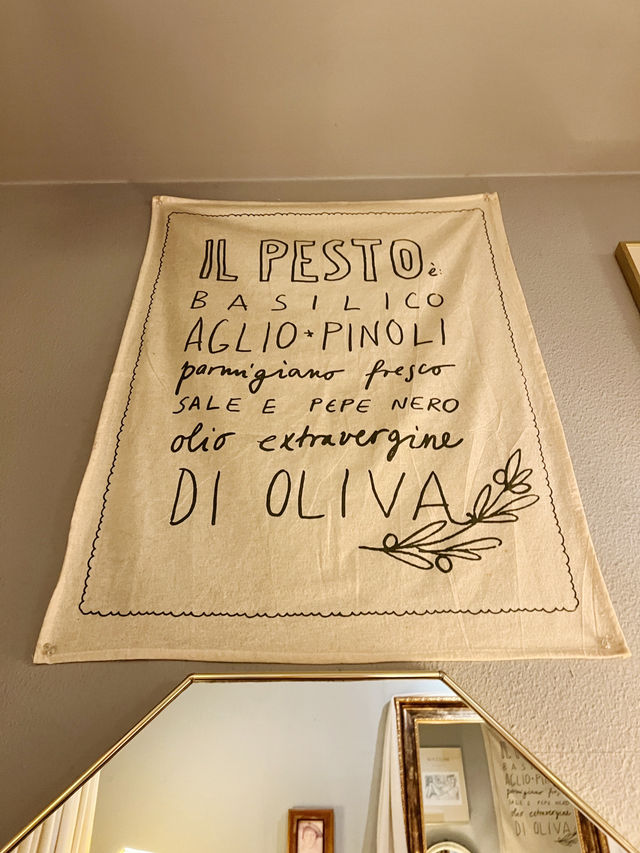 IL PESTO è:
BASILICO
AGLIO * PINOLI
parmigiano fresco
SALE E PEPE NERO
olio extravergine
DI OLIVA